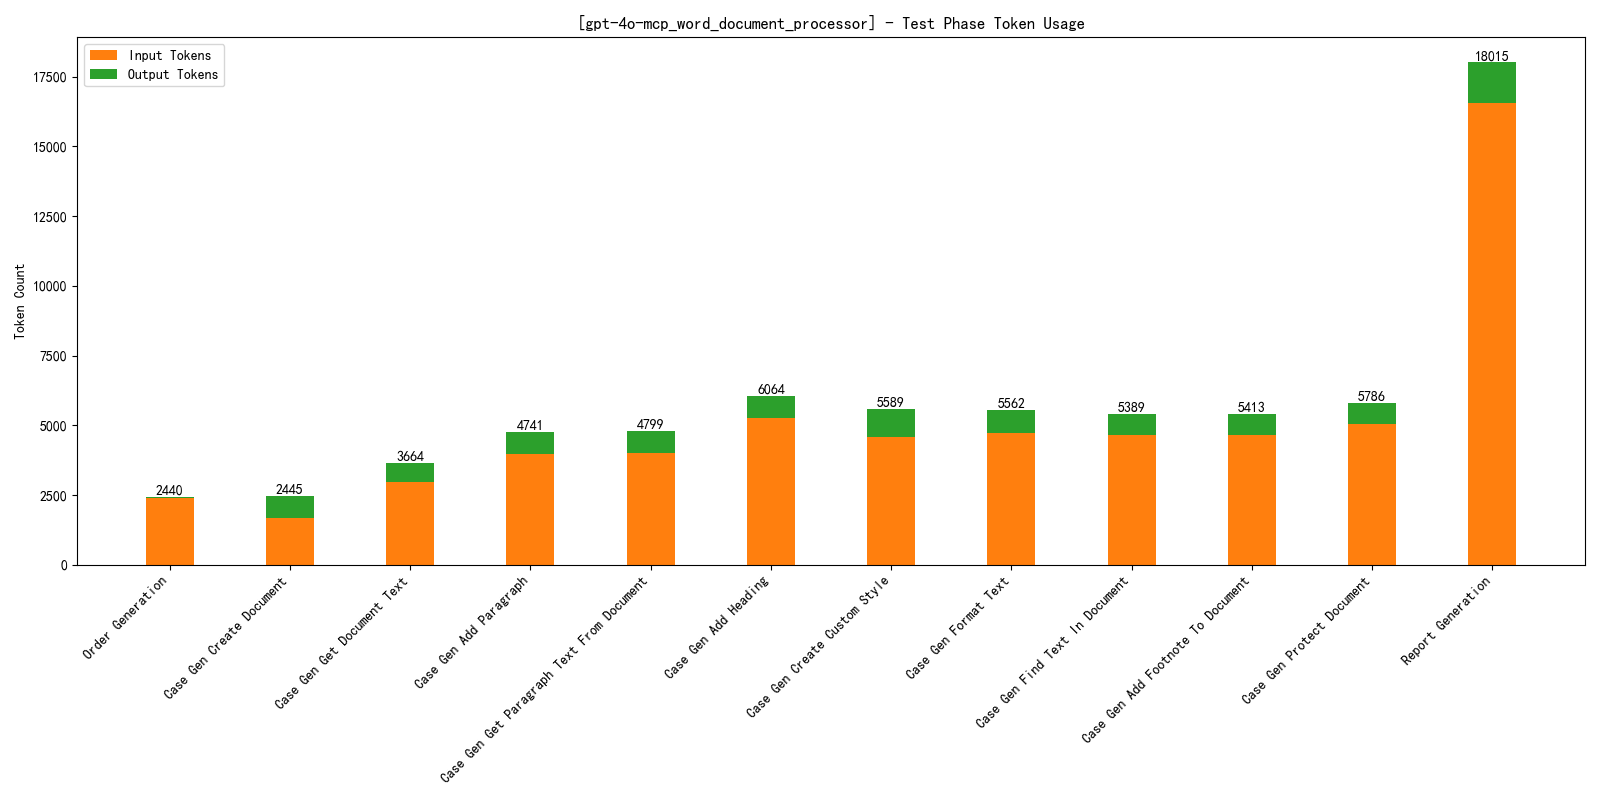 [gpt-4o-mcp_word_document_processor] - Test Phase Token Usage
Input Tokens
Output Tokens
Token Count
17500
15000
12500
10000
7500
5000
2500
0
2440
2445
3664
4741
4799
6064
5589
5562
5389
5413
5786
18015
Order Generation
Case Gen Create Document
Case Gen Get Document Text
Case Gen Add Paragraph
Case Gen Get Paragraph Text From Document
Case Gen Add Heading
Case Gen Create Custom Style
Case Gen Format Text
Case Gen Find Text In Document
Case Gen Add Footnote To Document
Case Gen Protect Document
Report Generation